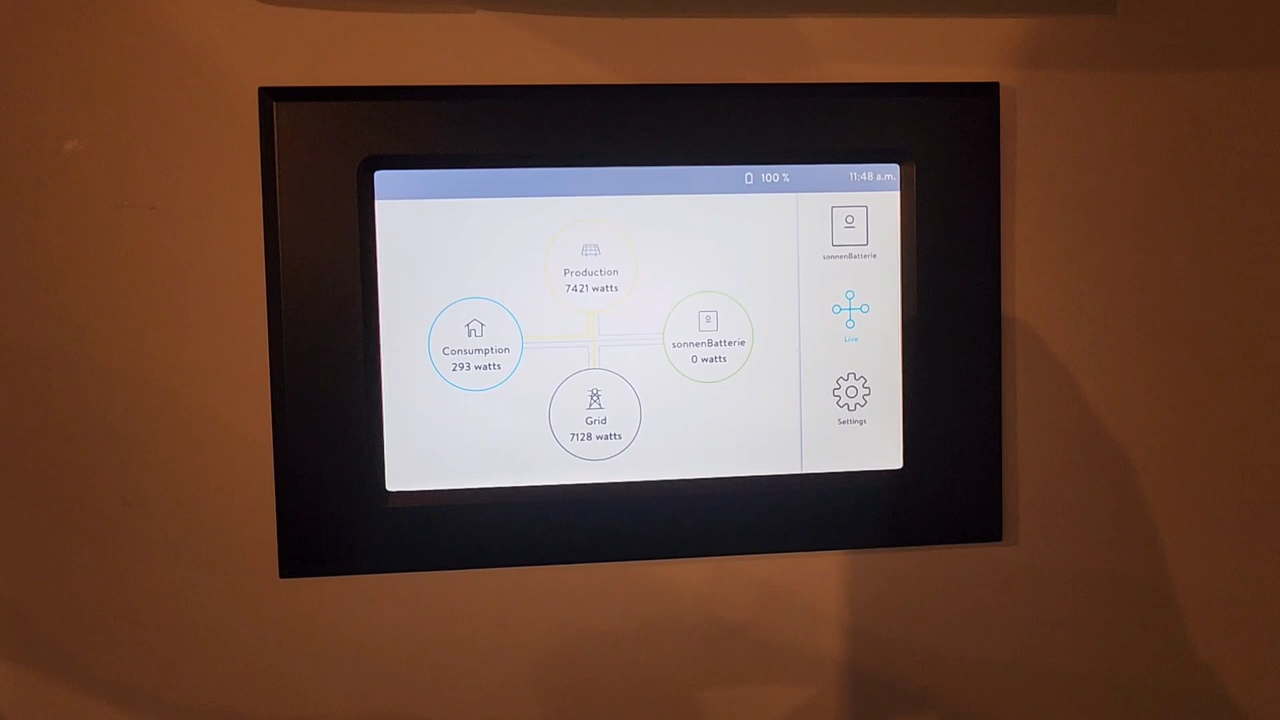 100 %
11:48 a.m.
Production
7421 watts
Consumption
293 watts
sonnenBatterie
0 watts
Grid
7128 watts
sonnenBatterie
Live
Settings